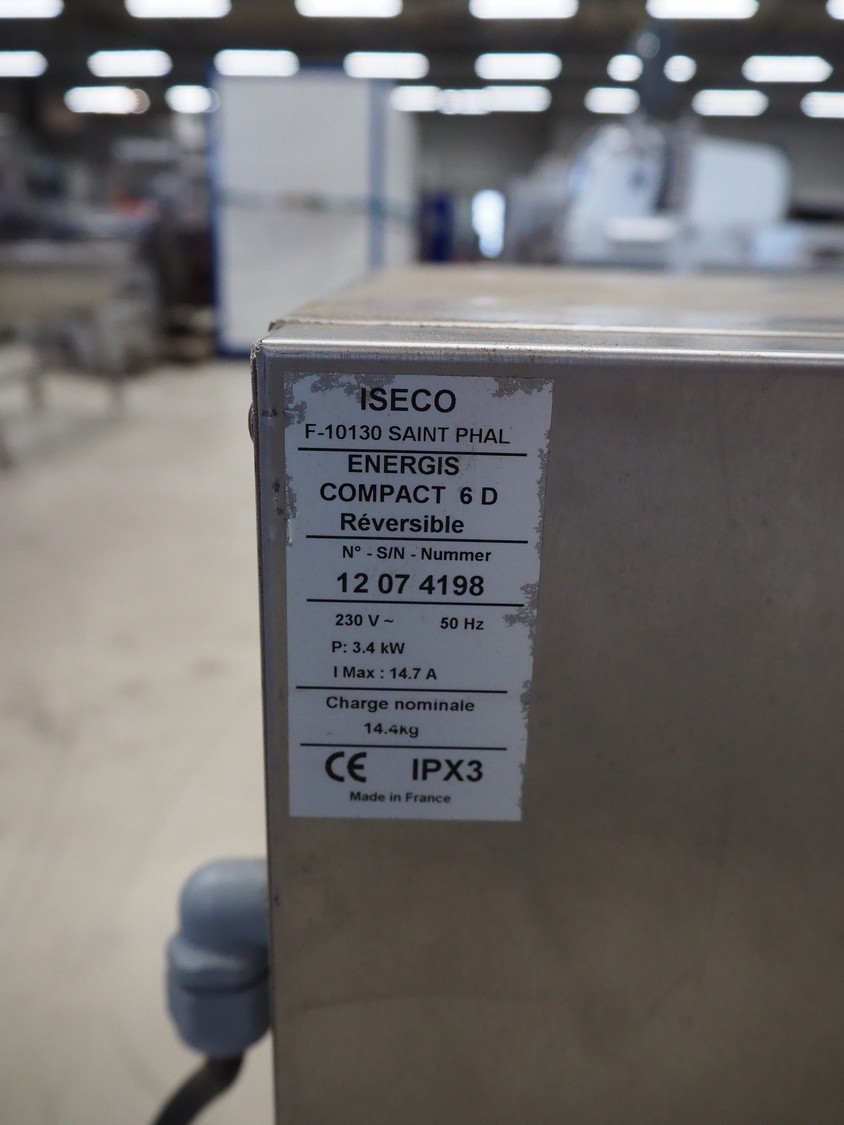 ISECO
F-10130 SAINT PHAL
ENERGIS
COMPACT 6 D
Réversible
N° - S/N - Nummer
12 07 4198
230 V ~ 50 Hz
P: 3.4 kW
I Max : 14.7 A
Charge nominale
14.4kg
CE IPX3
Made in France